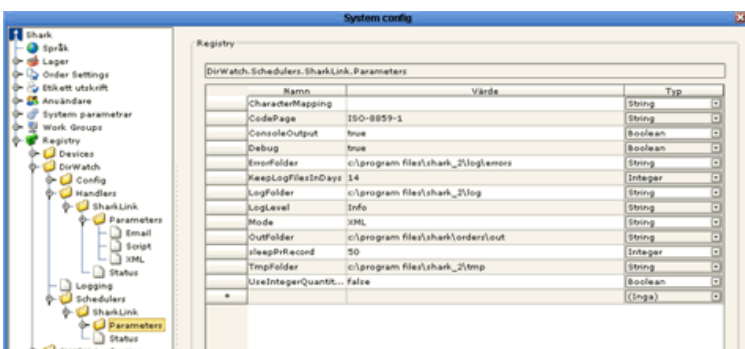 System config
Shark
Språk
Lager
Order Settings
Etikett utskrift
Användare
System parametrar
Work Groups
Registry
Devices
DirWatch
Config
Handlers
SharkLink
Parameters
Email
Script
XML
Status
Logging
Schedulers
SharkLink
Parameters
Status
Registry
DirWatch.Schedulers.SharkLink.Parameters
Namn Värde Typ
CharacterMapping String
CodePage ISO-8859-1 String
ConsoleOutput true Boolean
Debug true Boolean
ErrorFolder c:\program files\shark_2\log\errors String
KeepLogFilesInDays 14 Integer
LogFolder c:\program files\shark_2\log String
LogLevel Info String
Mode XML String
OutFolder c:\program files\shark\orders\out String
sleepPrRecord 50 Integer
TmpFolder c:\program files\shark_2\tmp String
UseIntegerQuantit... false Boolean
* (Inga)